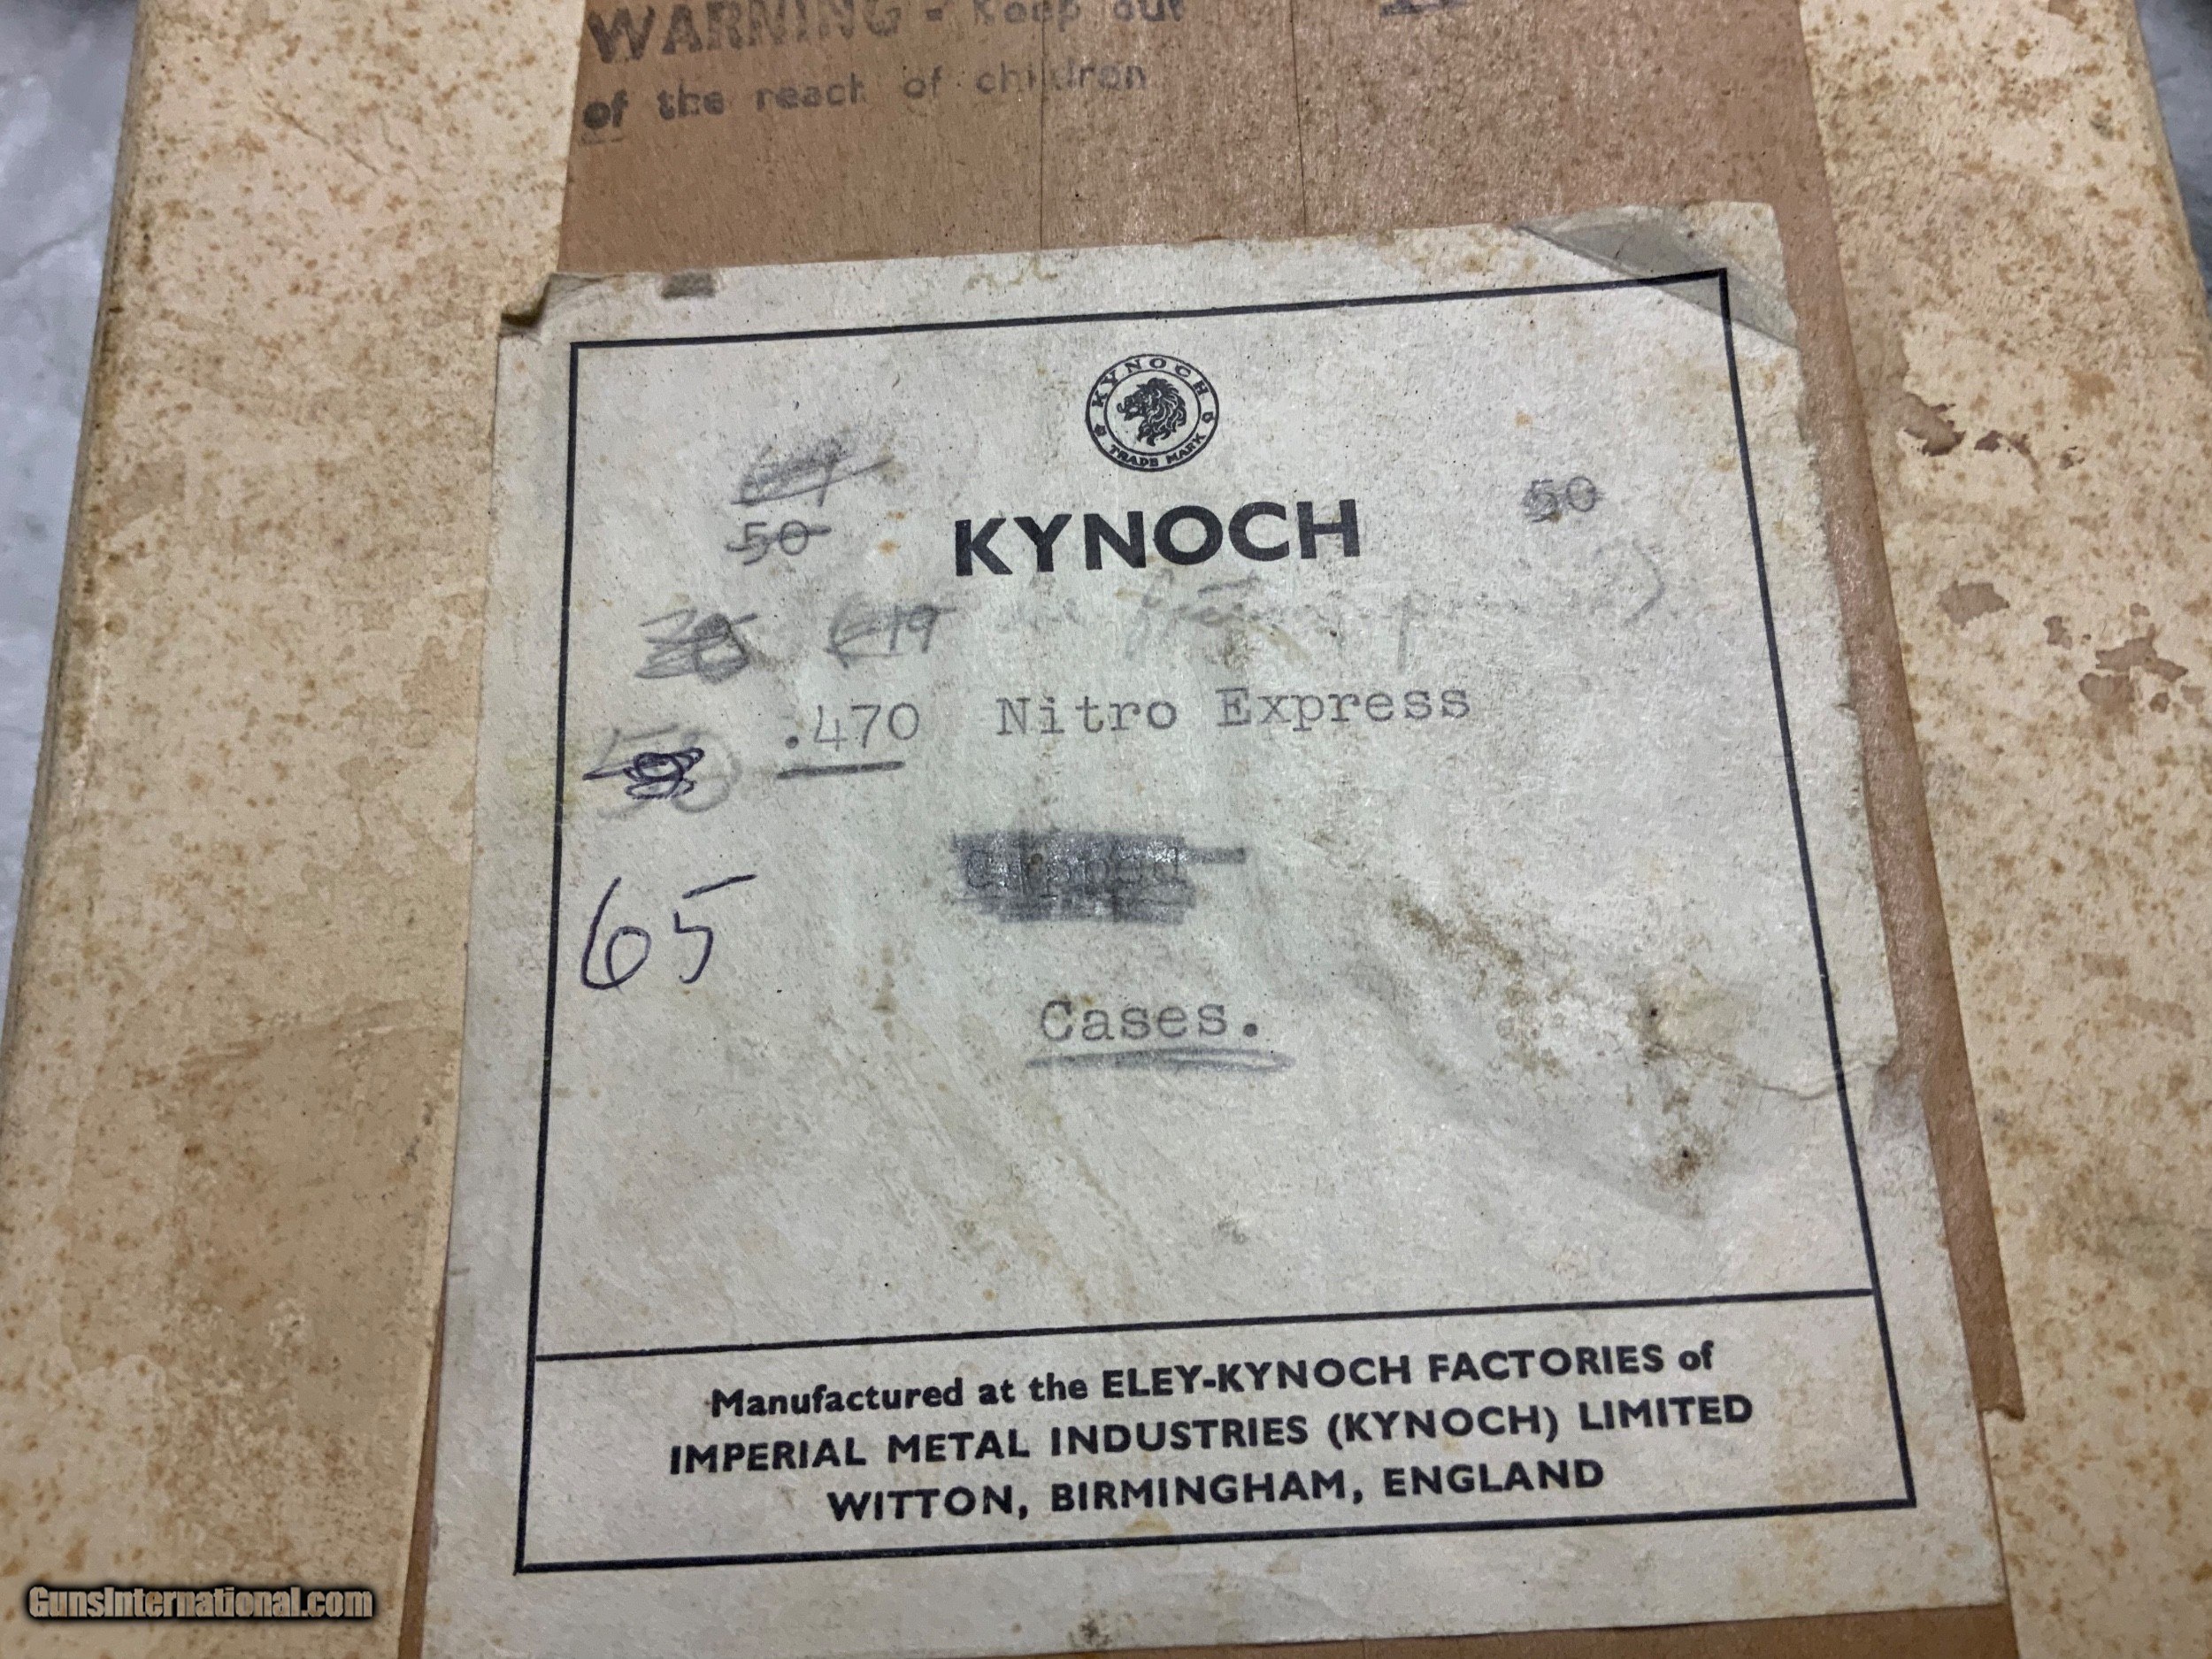 WARNING - Keep out
of the reach of children
KYNOCH
TRADE MARK
KYNOCH
50
50
.470 Nitro Express
65
Cases.
Manufactured at the ELEY-KYNOCH FACTORIES of
IMPERIAL METAL INDUSTRIES (KYNOCH) LIMITED
WITTON, BIRMINGHAM, ENGLAND
GunsInternational.com